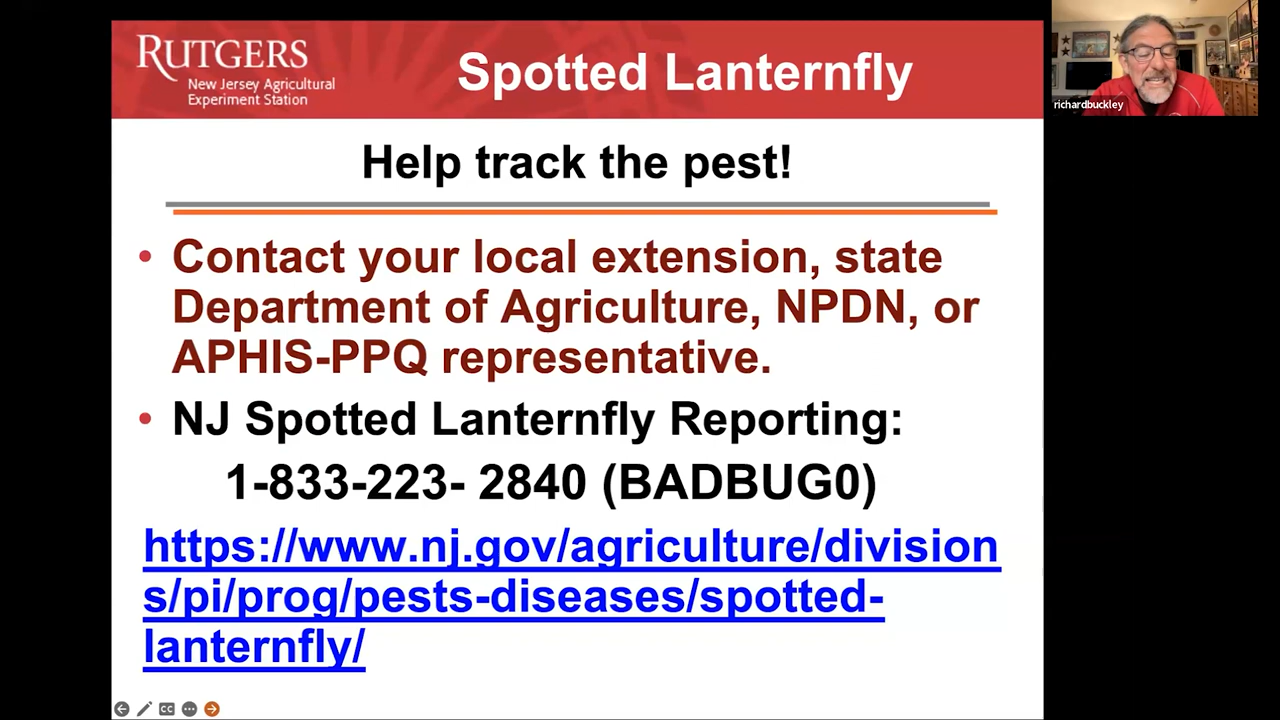 RUTGERS
New Jersey Agricultural
Experiment Station
Spotted Lanternfly
richardbuckley
Help track the pest!
• Contact your local extension, state
Department of Agriculture, NPDN, or
APHIS-PPQ representative.
• NJ Spotted Lanternfly Reporting:
1-833-223- 2840 (BADBUG0)
https://www.nj.gov/agriculture/division
s/pi/prog/pests-diseases/spotted-
lanternfly/
CC